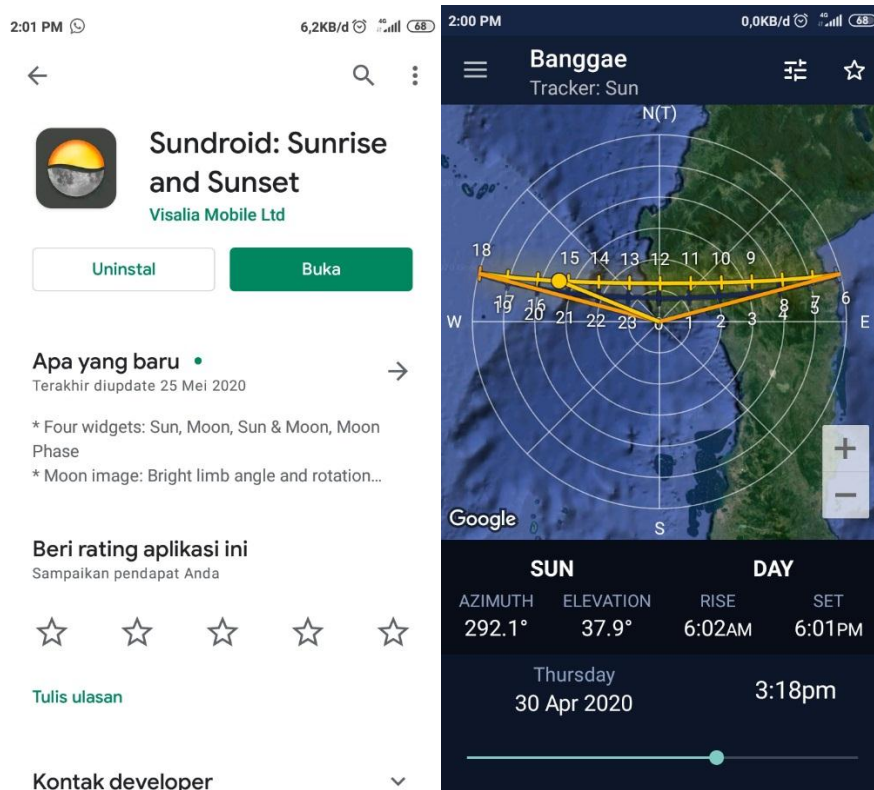 2:01 PM
6,2KB/d 4G 68
Sundroid: Sunrise
and Sunset
Visalia Mobile Ltd
Uninstal
Buka
Apa yang baru
Terakhir diupdate 25 Mei 2020
* Four widgets: Sun, Moon, Sun & Moon, Moon
Phase
* Moon image: Bright limb angle and rotation...
Beri rating aplikasi ini
Sampaikan pendapat Anda
Tulis ulasan
Kontak developer
2:00 PM
0,0KB/d 4G 68
Banggae
Tracker: Sun
N(T)
18
15 14 13 12 11 10 9
17 16 8 7 6
19 20 21 22 23 0 1 2 3 4 5
W
E
S
Google
+
−
SUN
DAY
AZIMUTH ELEVATION RISE SET
292.1° 37.9° 6:02AM 6:01PM
Thursday
30 Apr 2020
3:18pm